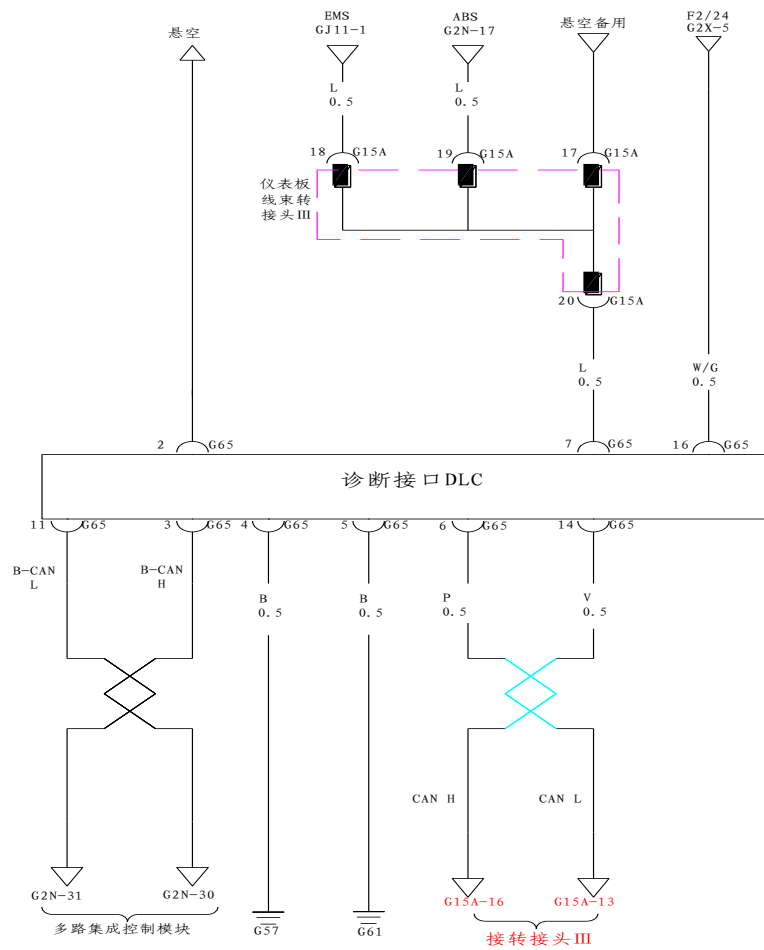 悬空
EMS
GJ11-1
ABS
G2N-17
悬空备用
F2/24
G2X-5
L
0.5
L
0.5
18 G15A
19 G15A
17 G15A
仪表板
线束转
接头III
20 G15A
L
0.5
W/G
0.5
2 G65
7 G65
16 G65
诊断接口DLC
11 G65
3 G65
4 G65
5 G65
6 G65
14 G65
B-CAN
L
B-CAN
H
B
0.5
B
0.5
P
0.5
V
0.5
CAN H
CAN L
G2N-31
G2N-30
G57
G61
G15A-16
G15A-13
多路集成控制模块
接转接头III